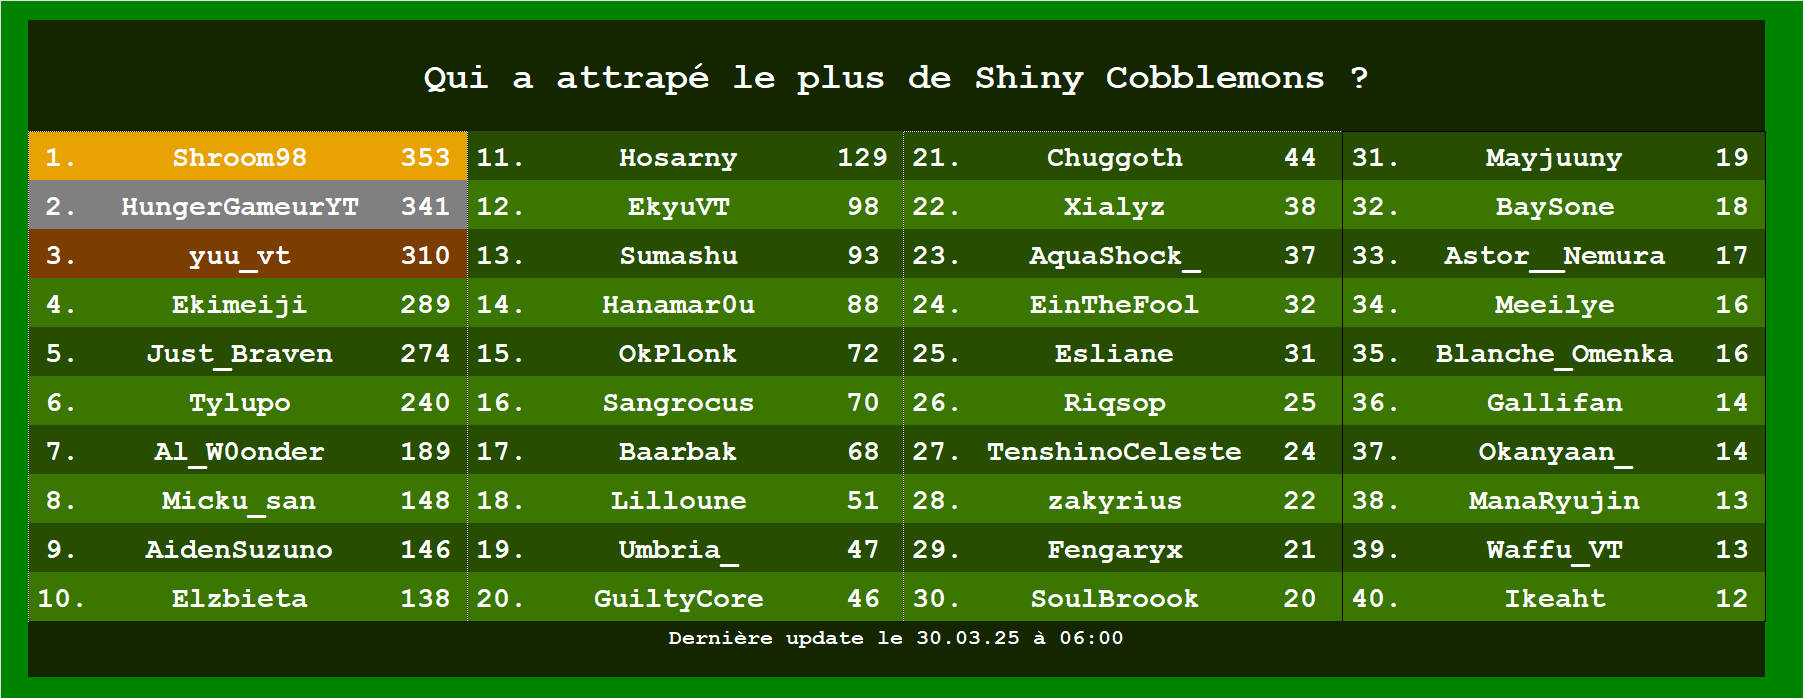 Qui a attrapé le plus de Shiny Cobblemons ?
1. Shroom98 353 11. Hosarny 129 21. Chuggoth 44 31. Mayjuuny 19
2. HungerGameurYT 341 12. EkyuVT 98 22. Xialyz 38 32. BaySone 18
3. yuu_vt 310 13. Sumashu 93 23. AquaShock_ 37 33. Astor__Nemura 17
4. Ekimeiji 289 14. Hanamar0u 88 24. EinTheFool 32 34. Meeilye 16
5. Just_Braven 274 15. OkPlonk 72 25. Esliane 31 35. Blanche_Omenka 16
6. Tylupo 240 16. Sangrocus 70 26. Riqsop 25 36. Gallifan 14
7. Al_W0onder 189 17. Baarbak 68 27. TenshinoCeleste 24 37. Okanyaan_ 14
8. Micku_san 148 18. Lilloune 51 28. zakyrius 22 38. ManaRyujin 13
9. AidenSuzuno 146 19. Umbria_ 47 29. Fengaryx 21 39. Waffu_VT 13
10. Elzbieta 138 20. GuiltyCore 46 30. SoulBroook 20 40. Ikeaht 12
Dernière update le 30.03.25 à 06:00